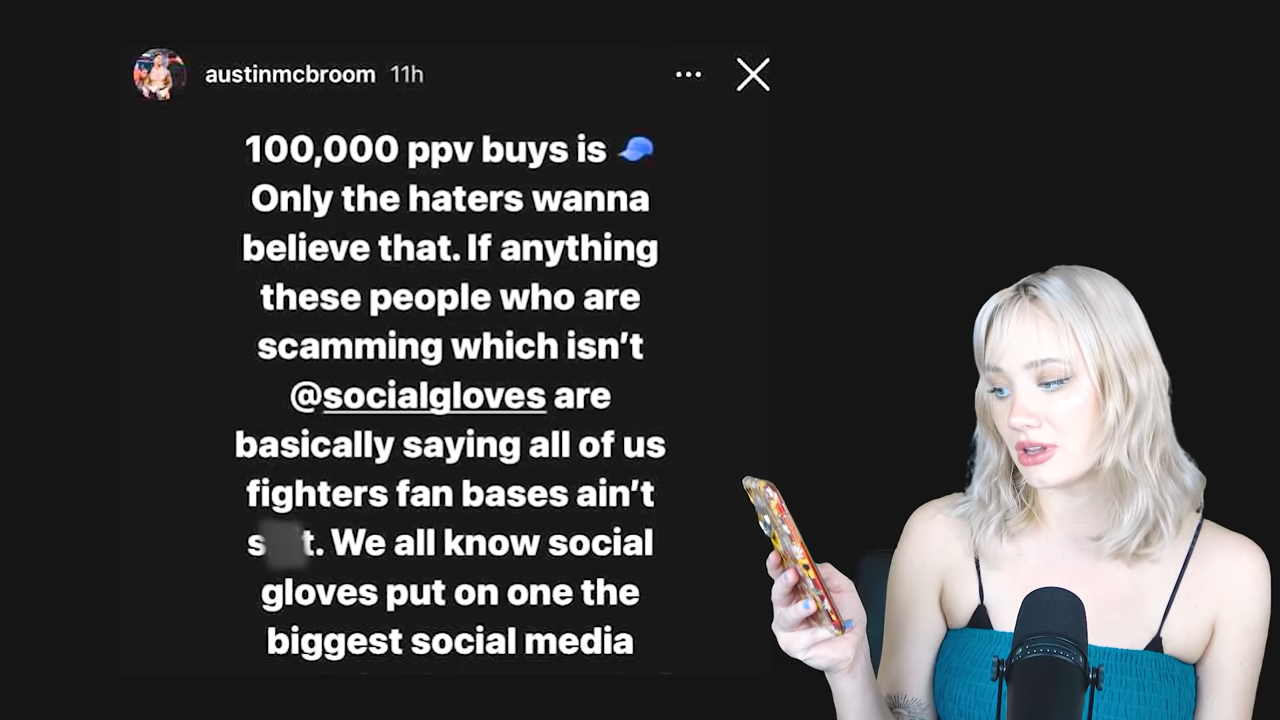 austinmcbroom 11h
100,000 ppv buys is 🧢
Only the haters wanna
believe that. If anything
these people who are
scamming which isn’t
@socialgloves are
basically saying all of us
fighters fan bases ain’t
s t. We all know social
gloves put on one the
biggest social media